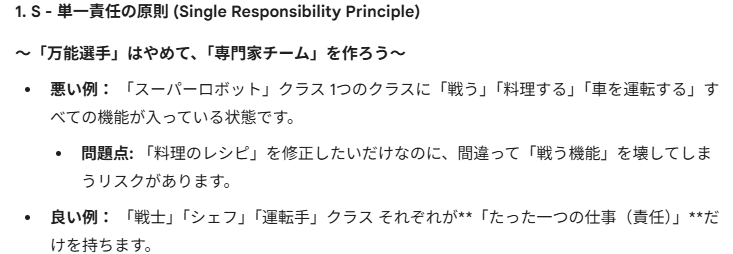 1. S - 単一責任の原則 (Single Responsibility Principle)
～「万能選手」はやめて、「専門家チーム」を作ろう～
• 悪い例： 「スーパーロボット」クラス 1つのクラスに「戦う」「料理する」「車を運転する」す
べての機能が入っている状態です。
• 問題点: 「料理のレシピ」を修正したいだけなのに、間違って「戦う機能」を壊してしま
うリスクがあります。
• 良い例： 「戦士」「シェフ」「運転手」クラス それぞれが**「たった一つの仕事（責任）」**だ
けを持ちます。